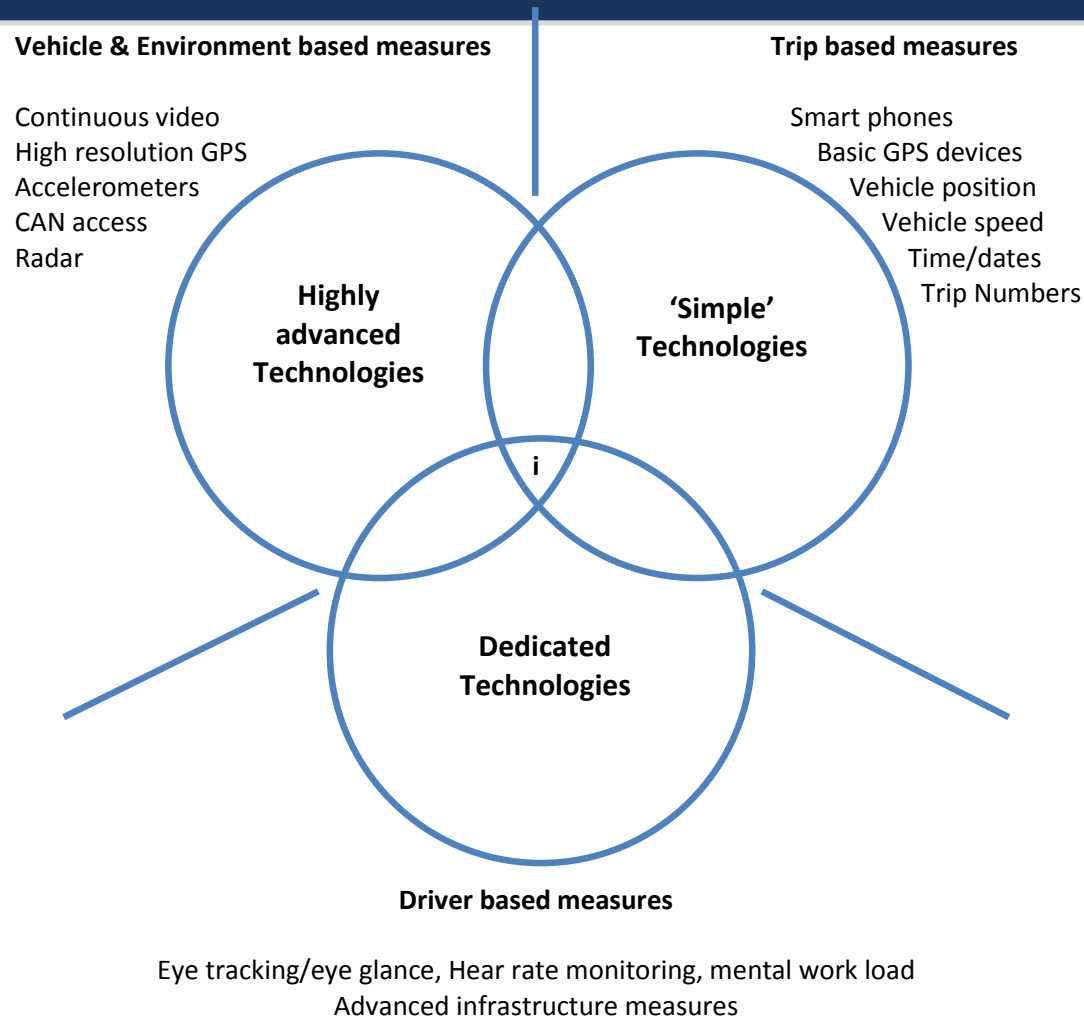 Vehicle & Environment based measures
Continuous video
High resolution GPS
Accelerometers
CAN access
Radar
Trip based measures
Smart phones
Basic GPS devices
Vehicle position
Vehicle speed
Time/dates
Trip Numbers
Highly
advanced
Technologies
‘Simple’
Technologies
i
Dedicated
Technologies
Driver based measures
Eye tracking/eye glance, Hear rate monitoring, mental work load
Advanced infrastructure measures